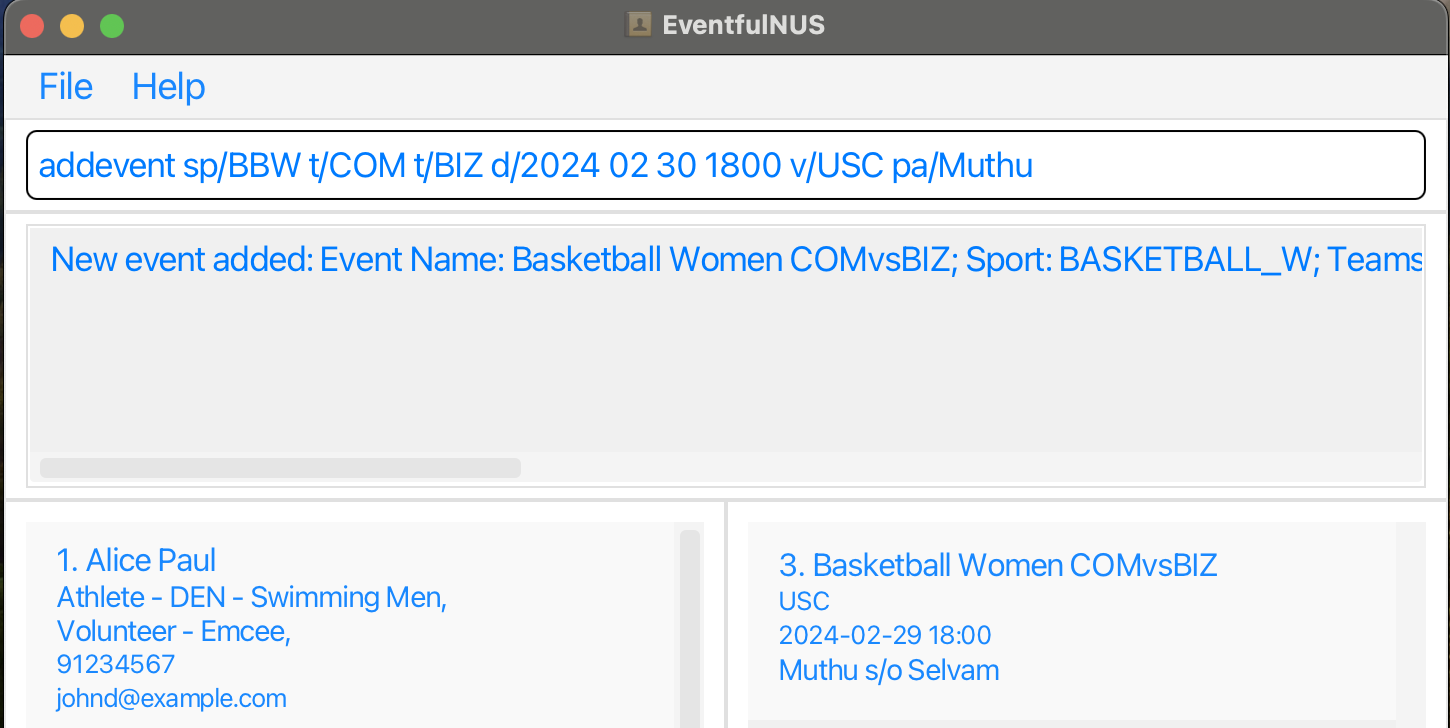 EventfulNUS
File Help
addevent sp/BBW t/COM t/BIZ d/2024 02 30 1800 v/USC pa/Muthu
New event added: Event Name: Basketball Women COMvsBIZ; Sport: BASKETBALL_W; Teams
1. Alice Paul
Athlete - DEN - Swimming Men,
Volunteer - Emcee,
91234567
johnd@example.com
3. Basketball Women COMvsBIZ
USC
2024-02-29 18:00
Muthu s/o Selvam